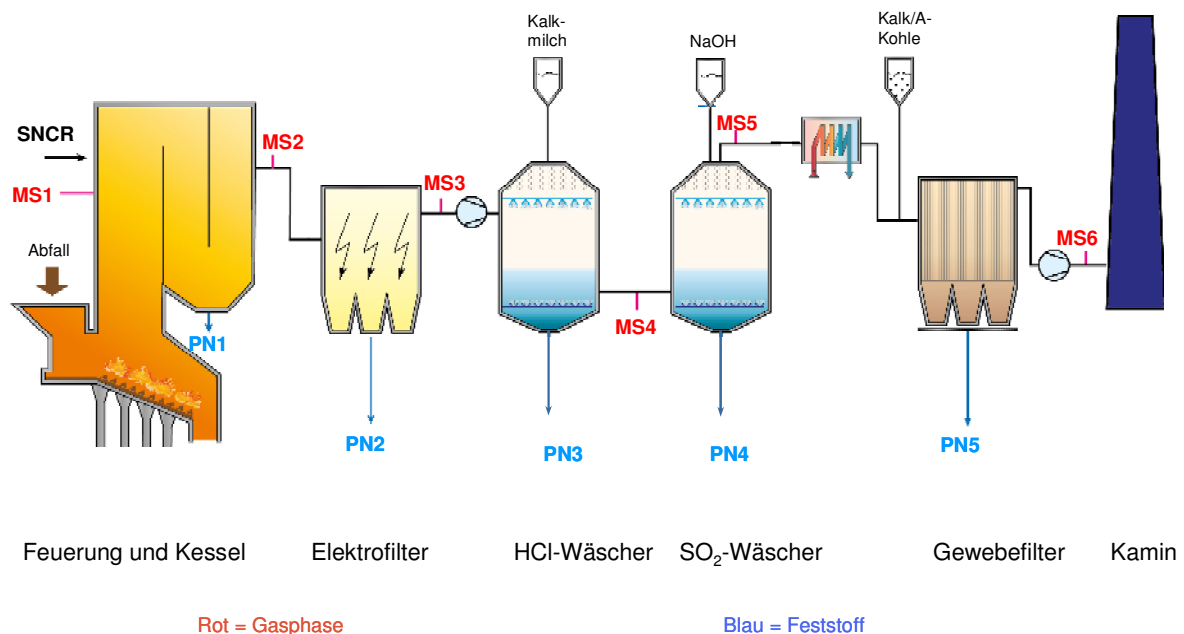 Kalk-
milch
NaOH
Kalk/A-
Kohle
SNCR
MS1
MS2
MS3
MS4
MS5
MS6
Abfall
PN1
PN2
PN3
PN4
PN5
Feuerung und Kessel
Elektrofilter
HCl-Wäscher
SO₂-Wäscher
Gewebefilter
Kamin
Rot = Gasphase
Blau = Feststoff